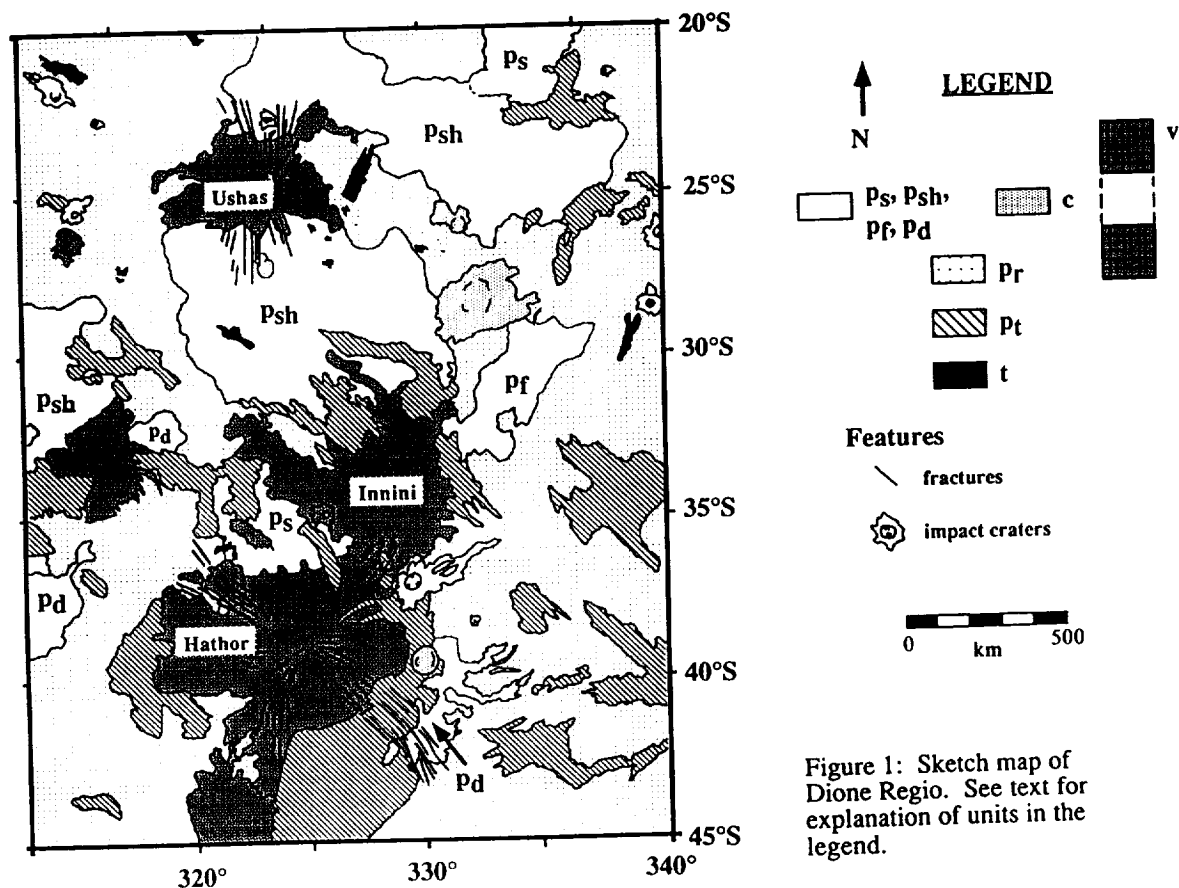 20°S
25°S
30°S
35°S
40°S
45°S
320°
330°
340°
ps
psh
Ushas
psh
psh
pd
pf
Innini
ps
pd
Hathor
pd
N
LEGEND
ps, psh,
pf, pd
c
v
pr
pt
t
Features
fractures
impact craters
0 500
km
Figure 1: Sketch map of
Dione Regio. See text for
explanation of units in the
legend.